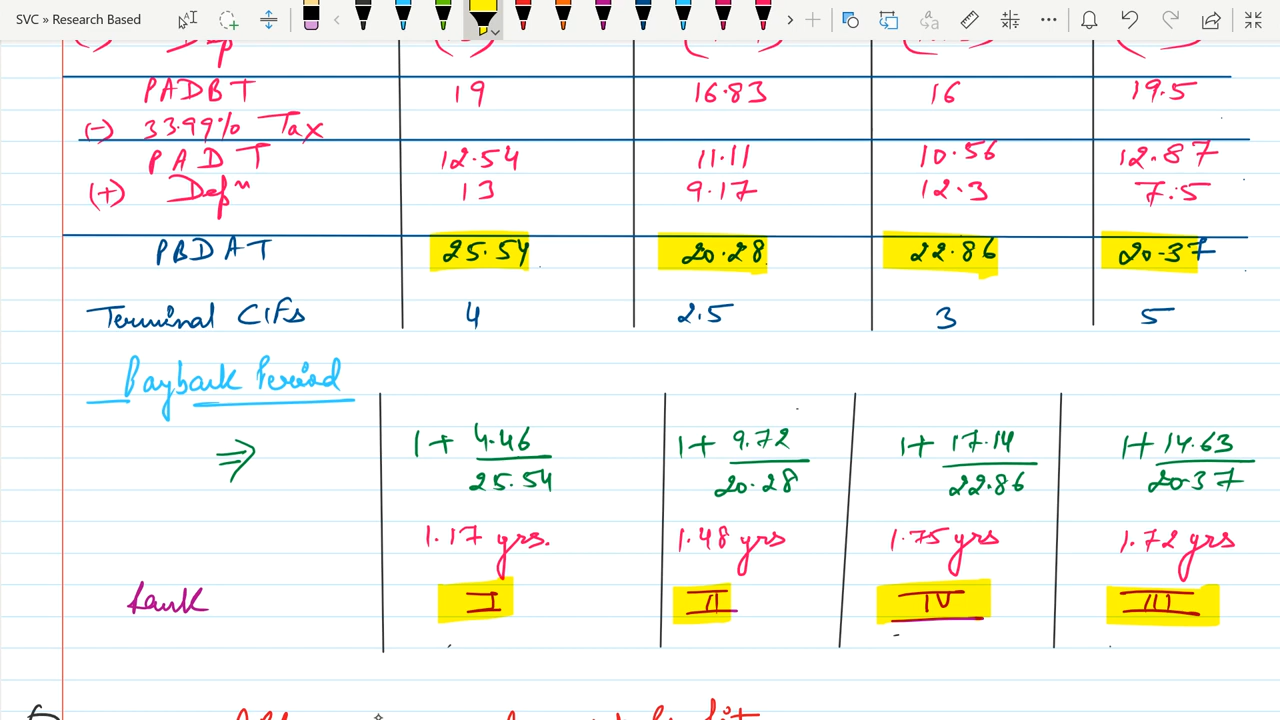 SVC » Research Based
(-) Depn
PADBT 19 16.83 16 19.5
(-) 33.99% Tax
PADT 12.54 11.11 10.56 12.87
(+) Depn 13 9.17 12.3 7.5
PBDAT 25.54 20.28 22.86 20.37
Terminal CIFs 4 2.5 3 5
Payback Period
⇒ 1 + 4.46/25.54 1 + 9.72/20.28 1 + 17.14/22.86 1 + 14.63/20.37
1.17 yrs. 1.48 yrs 1.75 yrs 1.72 yrs
Rank I II IV III